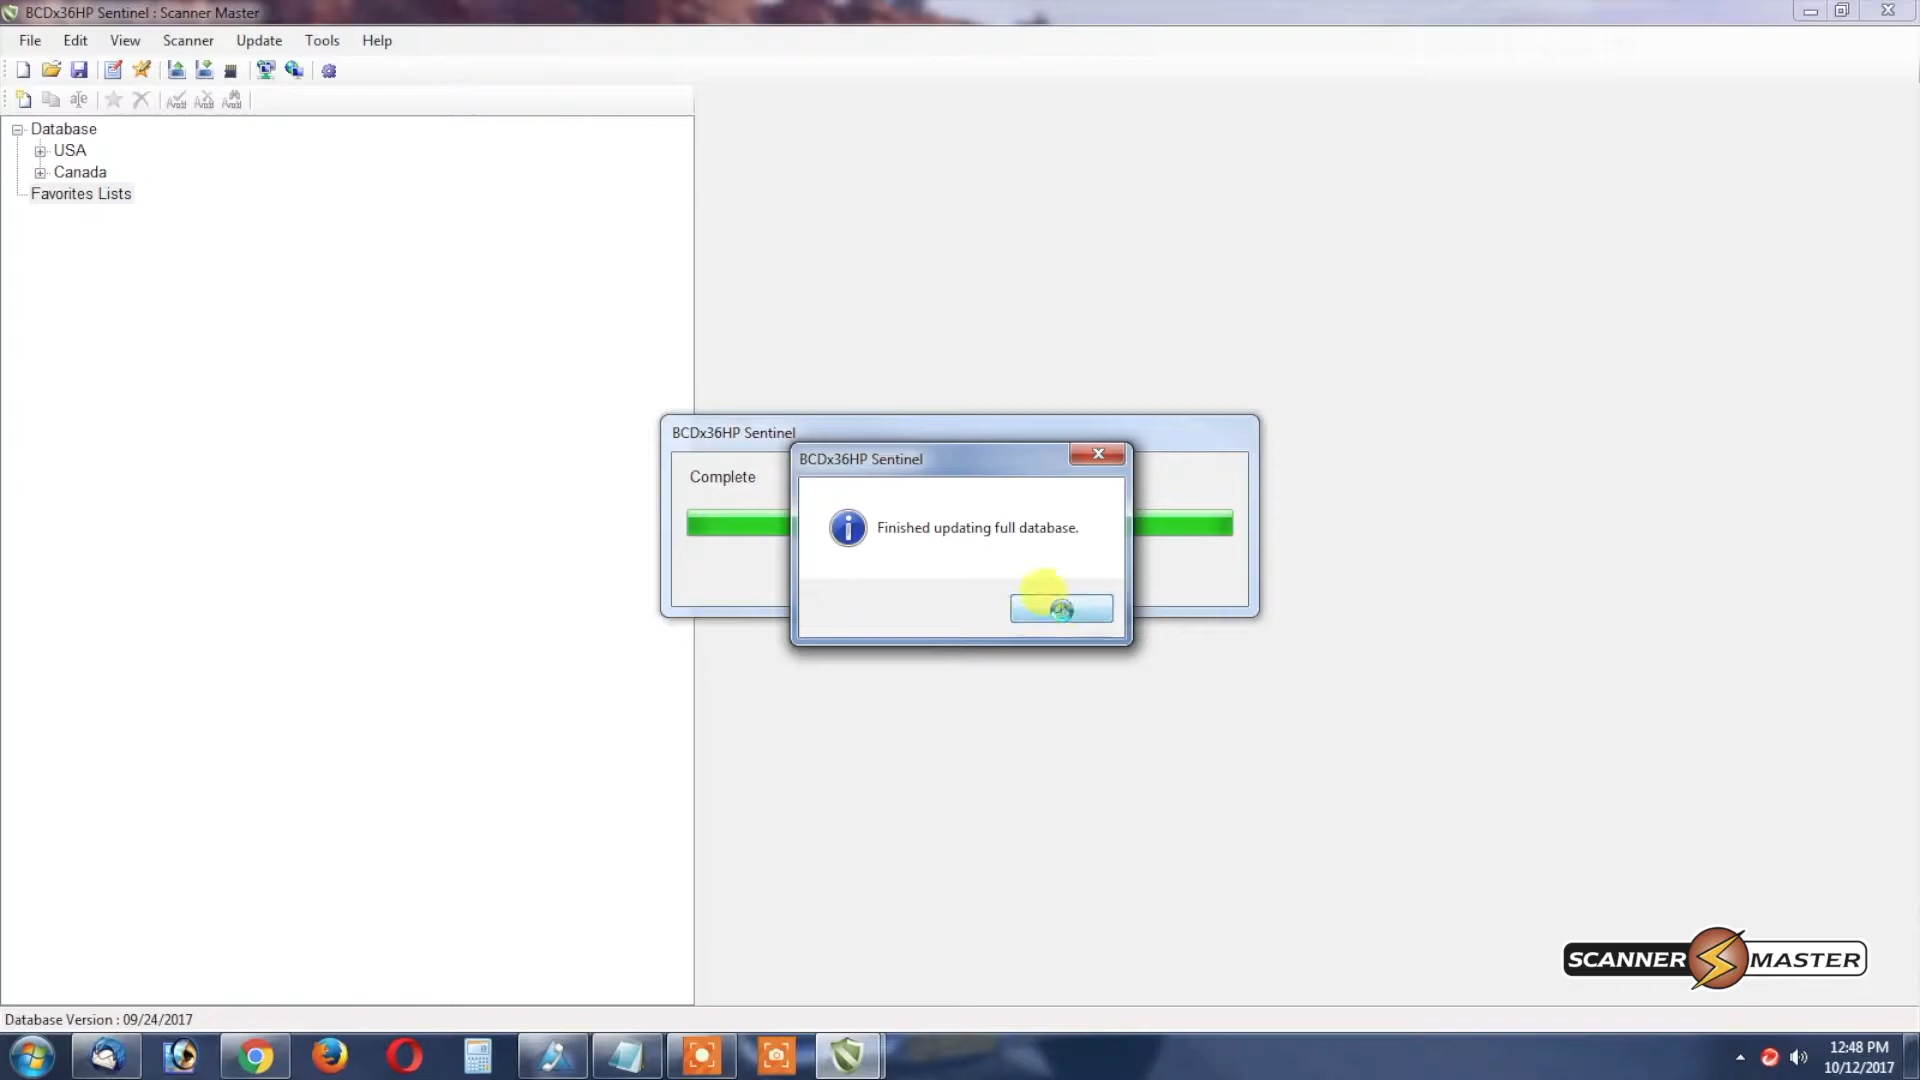 BCDx36HP Sentinel : Scanner Master
File Edit View Scanner Update Tools Help
Database
USA
Canada
Favorites Lists
BCDx36HP Sentinel
Complete
BCDx36HP Sentinel
Finished updating full database.
SCANNER MASTER
Database Version : 09/24/2017
12:48 PM
10/12/2017